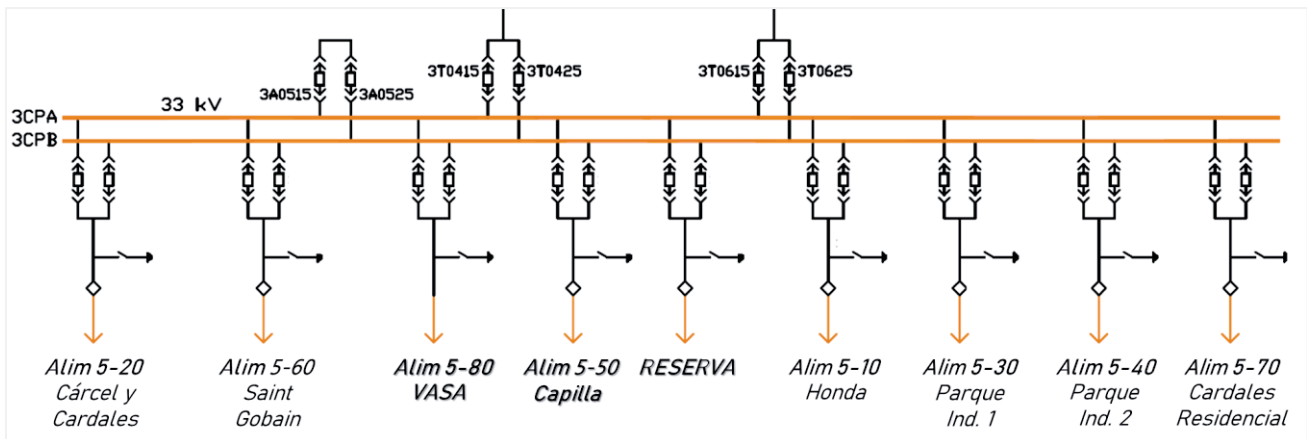 3T0415
3T0425
3T0615
3T0625
3A0515
3A0525
33 kV
3CPA
3CPB
Alim 5-20
Cárcel y
Cardales
Alim 5-60
Saint
Gobain
Alim 5-80
VASA
Alim 5-50
Capilla
RESERVA
Alim 5-10
Honda
Alim 5-30
Parque
Ind. 1
Alim 5-40
Parque
Ind. 2
Alim 5-70
Cardales
Residencial